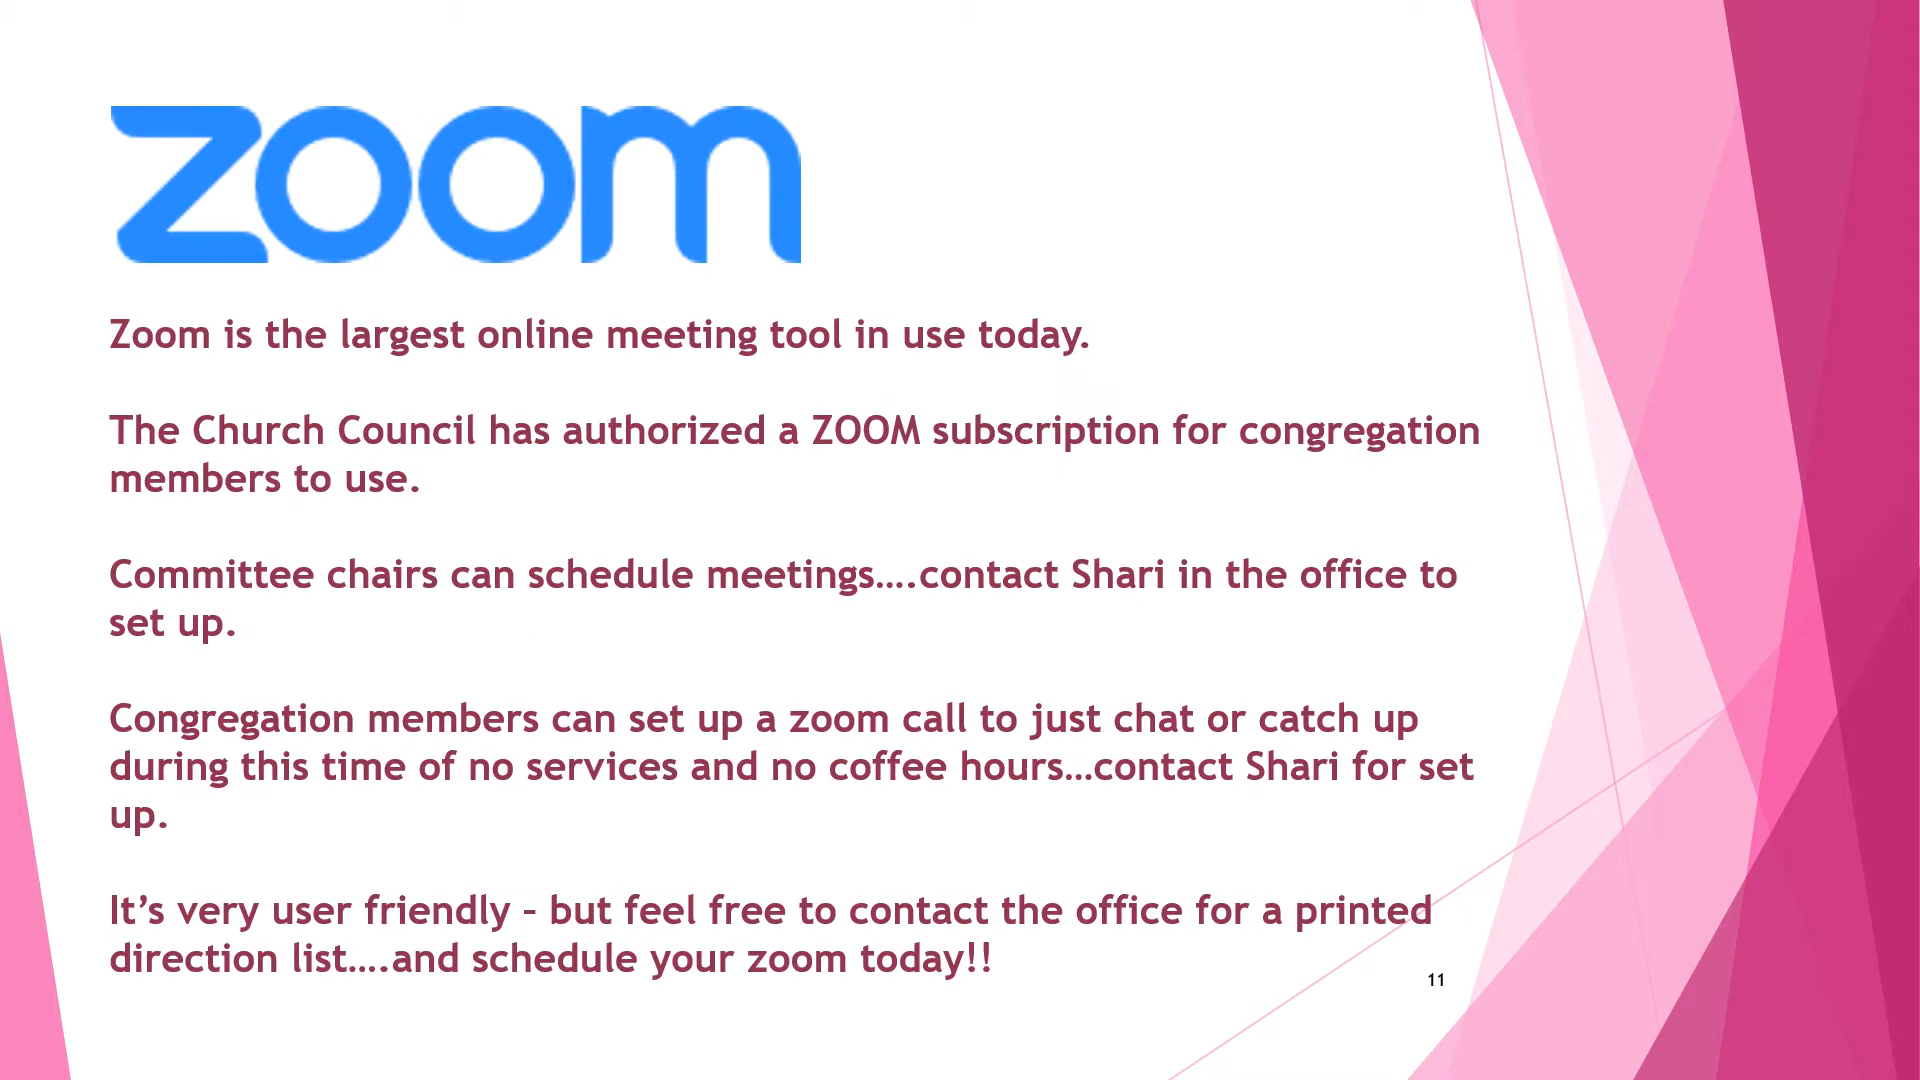 zoom
Zoom is the largest online meeting tool in use today.
The Church Council has authorized a ZOOM subscription for congregation
members to use.
Committee chairs can schedule meetings….contact Shari in the office to
set up.
Congregation members can set up a zoom call to just chat or catch up
during this time of no services and no coffee hours…contact Shari for set
up.
It’s very user friendly – but feel free to contact the office for a printed
direction list….and schedule your zoom today!!
11